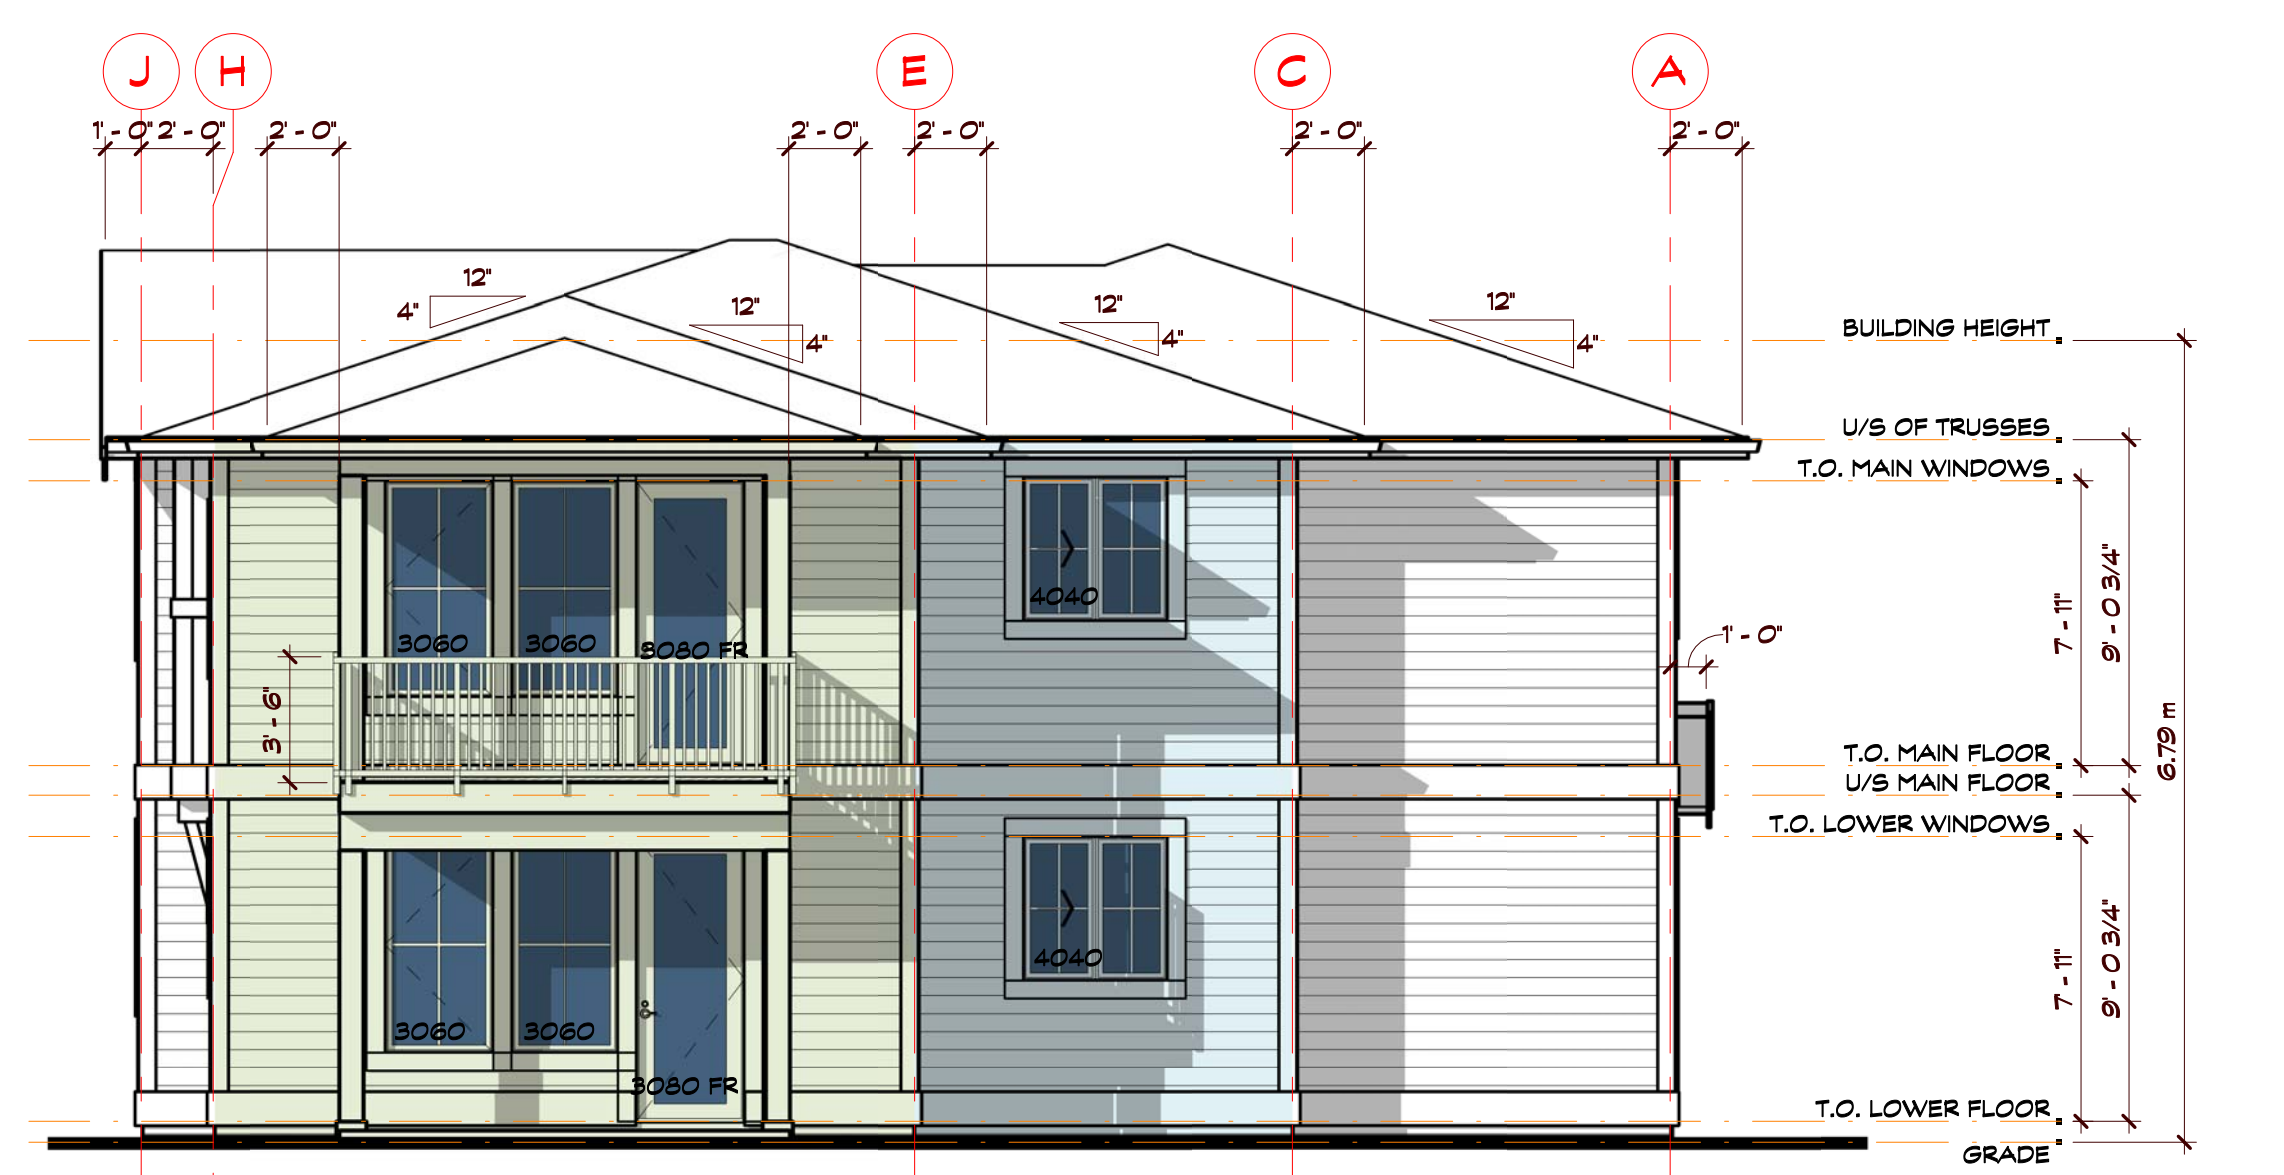 J H E C A
1'-0" 2'-0" 2'-0" 2'-0" 2'-0" 2'-0" 2'-0"
12"
4"
12"
4"
12"
4"
12"
4"
BUILDING HEIGHT
U/S OF TRUSSES
T.O. MAIN WINDOWS
4040
7'-11"
9'-0 3/4"
1'-0"
3060 3060 3080 FR
3'-6"
6.79 m
T.O. MAIN FLOOR
U/S MAIN FLOOR
T.O. LOWER WINDOWS
4040
7'-11"
9'-0 3/4"
3060 3060
3080 FR
T.O. LOWER FLOOR
GRADE